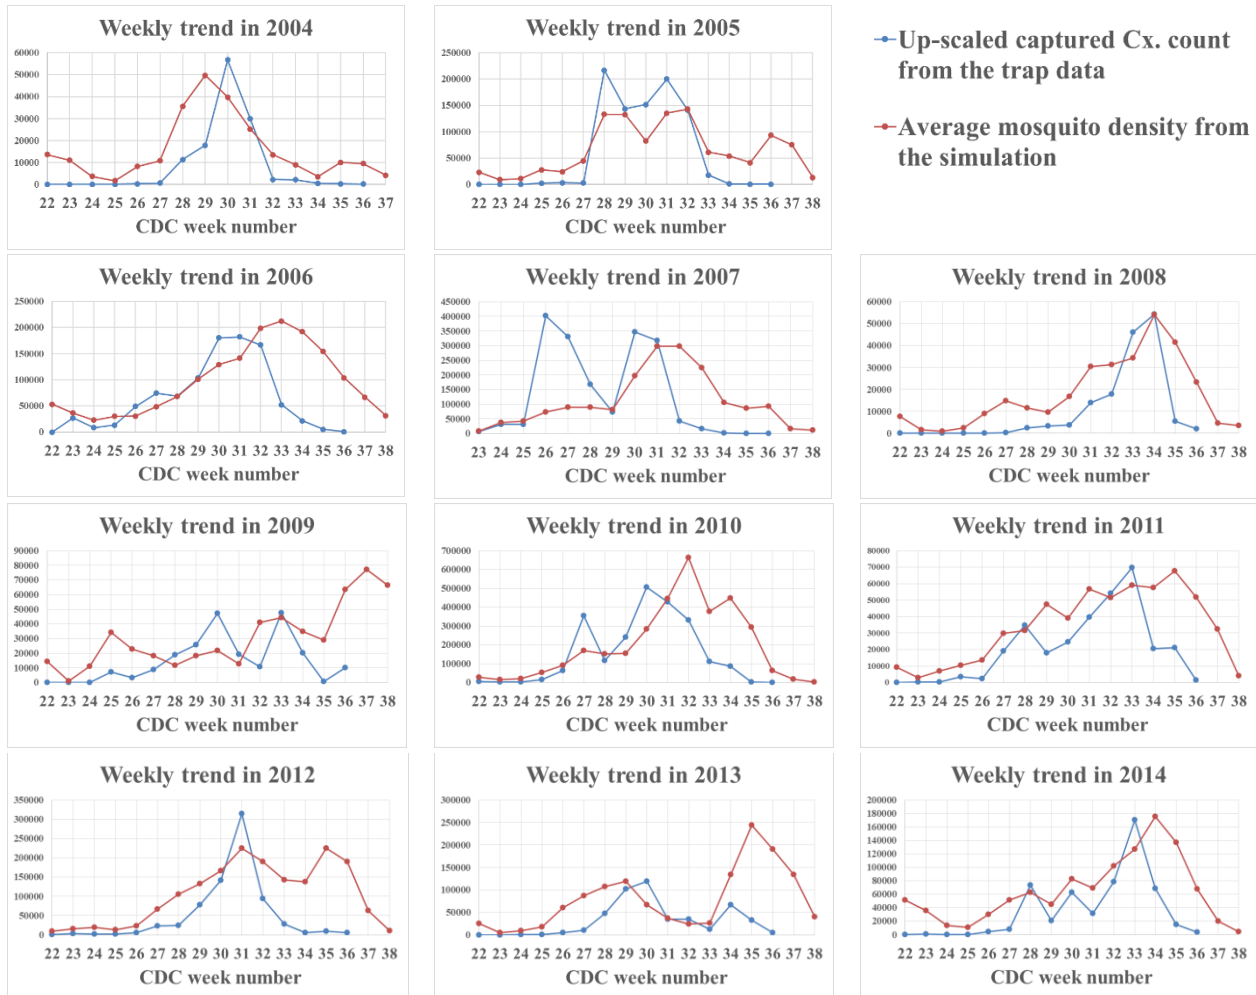 Weekly trend in 2004
60000
50000
40000
30000
20000
10000
0
22 23 24 25 26 27 28 29 30 31 32 33 34 35 36 37
CDC week number
Weekly trend in 2005
250000
200000
150000
100000
50000
0
22 23 24 25 26 27 28 29 30 31 32 33 34 35 36 37 38
CDC week number
Up-scaled captured Cx. count
from the trap data
Average mosquito density from
the simulation
Weekly trend in 2006
250000
200000
150000
100000
50000
0
22 23 24 25 26 27 28 29 30 31 32 33 34 35 36 37 38
CDC week number
Weekly trend in 2007
450000
400000
350000
300000
250000
200000
150000
100000
50000
0
23 24 25 26 27 28 29 30 31 32 33 34 35 36 37 38
CDC week number
Weekly trend in 2008
60000
50000
40000
30000
20000
10000
0
22 23 24 25 26 27 28 29 30 31 32 33 34 35 36 37 38
CDC week number
Weekly trend in 2009
90000
80000
70000
60000
50000
40000
30000
20000
10000
0
22 23 24 25 26 27 28 29 30 31 32 33 34 35 36 37 38
CDC week number
Weekly trend in 2010
700000
600000
500000
400000
300000
200000
100000
0
22 23 24 25 26 27 28 29 30 31 32 33 34 35 36 37 38
CDC week number
Weekly trend in 2011
80000
70000
60000
50000
40000
30000
20000
10000
0
22 23 24 25 26 27 28 29 30 31 32 33 34 35 36 37 38
CDC week number
Weekly trend in 2012
350000
300000
250000
200000
150000
100000
50000
0
22 23 24 25 26 27 28 29 30 31 32 33 34 35 36 37 38
CDC week number
Weekly trend in 2013
300000
250000
200000
150000
100000
50000
0
22 23 24 25 26 27 28 29 30 31 32 33 34 35 36 37 38
CDC week number
Weekly trend in 2014
200000
180000
160000
140000
120000
100000
80000
60000
40000
20000
0
22 23 24 25 26 27 28 29 30 31 32 33 34 35 36 37 38
CDC week number